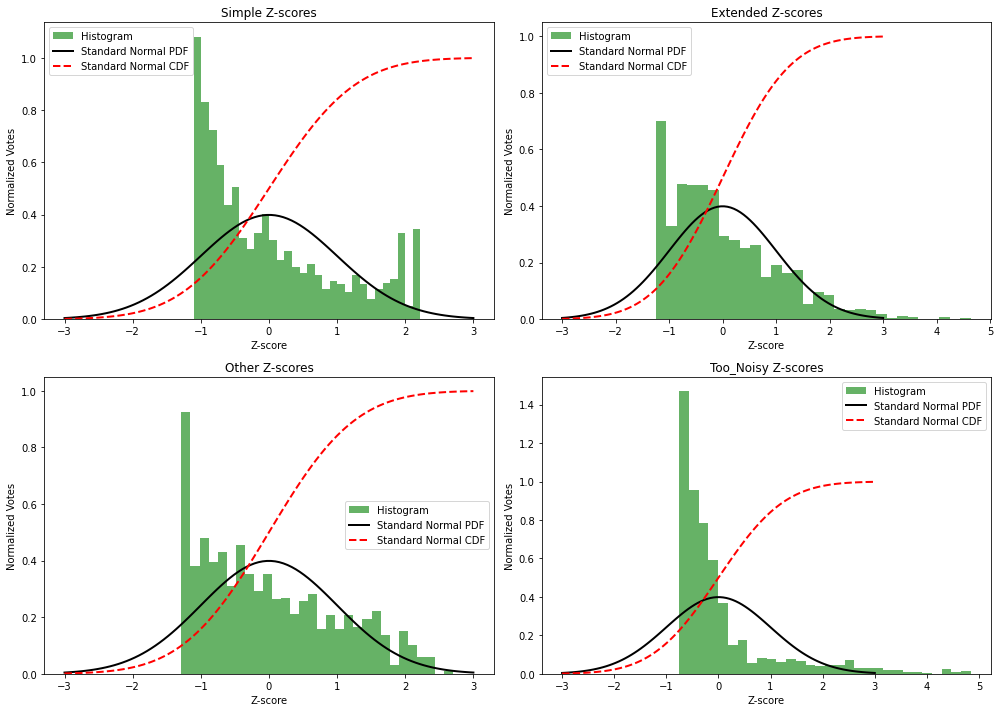 Simple Z-scores
Histogram
Standard Normal PDF
Standard Normal CDF
Normalized Votes
1.0
0.8
0.6
0.4
0.2
0.0
−3 −2 −1 0 1 2 3
Z-score
Extended Z-scores
Histogram
Standard Normal PDF
Standard Normal CDF
Normalized Votes
1.0
0.8
0.6
0.4
0.2
0.0
−3 −2 −1 0 1 2 3 4 5
Z-score
Other Z-scores
Histogram
Standard Normal PDF
Standard Normal CDF
Normalized Votes
1.0
0.8
0.6
0.4
0.2
0.0
−3 −2 −1 0 1 2 3
Z-score
Too_Noisy Z-scores
Histogram
Standard Normal PDF
Standard Normal CDF
Normalized Votes
1.4
1.2
1.0
0.8
0.6
0.4
0.2
0.0
−3 −2 −1 0 1 2 3 4 5
Z-score